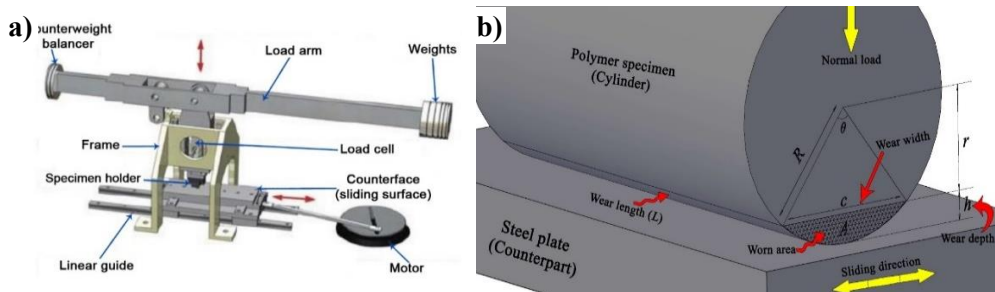 a)
ounterweight
balancer
Load arm
Weights
Frame
Load cell
Specimen holder
Counterface
(sliding surface)
Linear guide
Motor
b)
Polymer specimen
(Cylinder)
Normal load
θ
Wear width
R
r
Wear length (L)
c
h
A
Worn area
Wear depth
Steel plate
(Counterpart)
Sliding direction